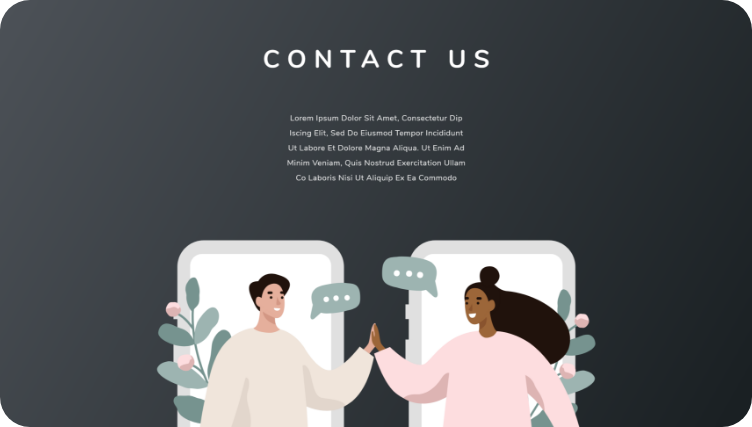 CONTACT US
Lorem Ipsum Dolor Sit Amet, Consectetur Dip
Iscing Elit, Sed Do Eiusmod Tempor Incididunt
Ut Labore Et Dolore Magna Aliqua. Ut Enim Ad
Minim Veniam, Quis Nostrud Exercitation Ullam
Co Laboris Nisi Ut Aliquip Ex Ea Commodo